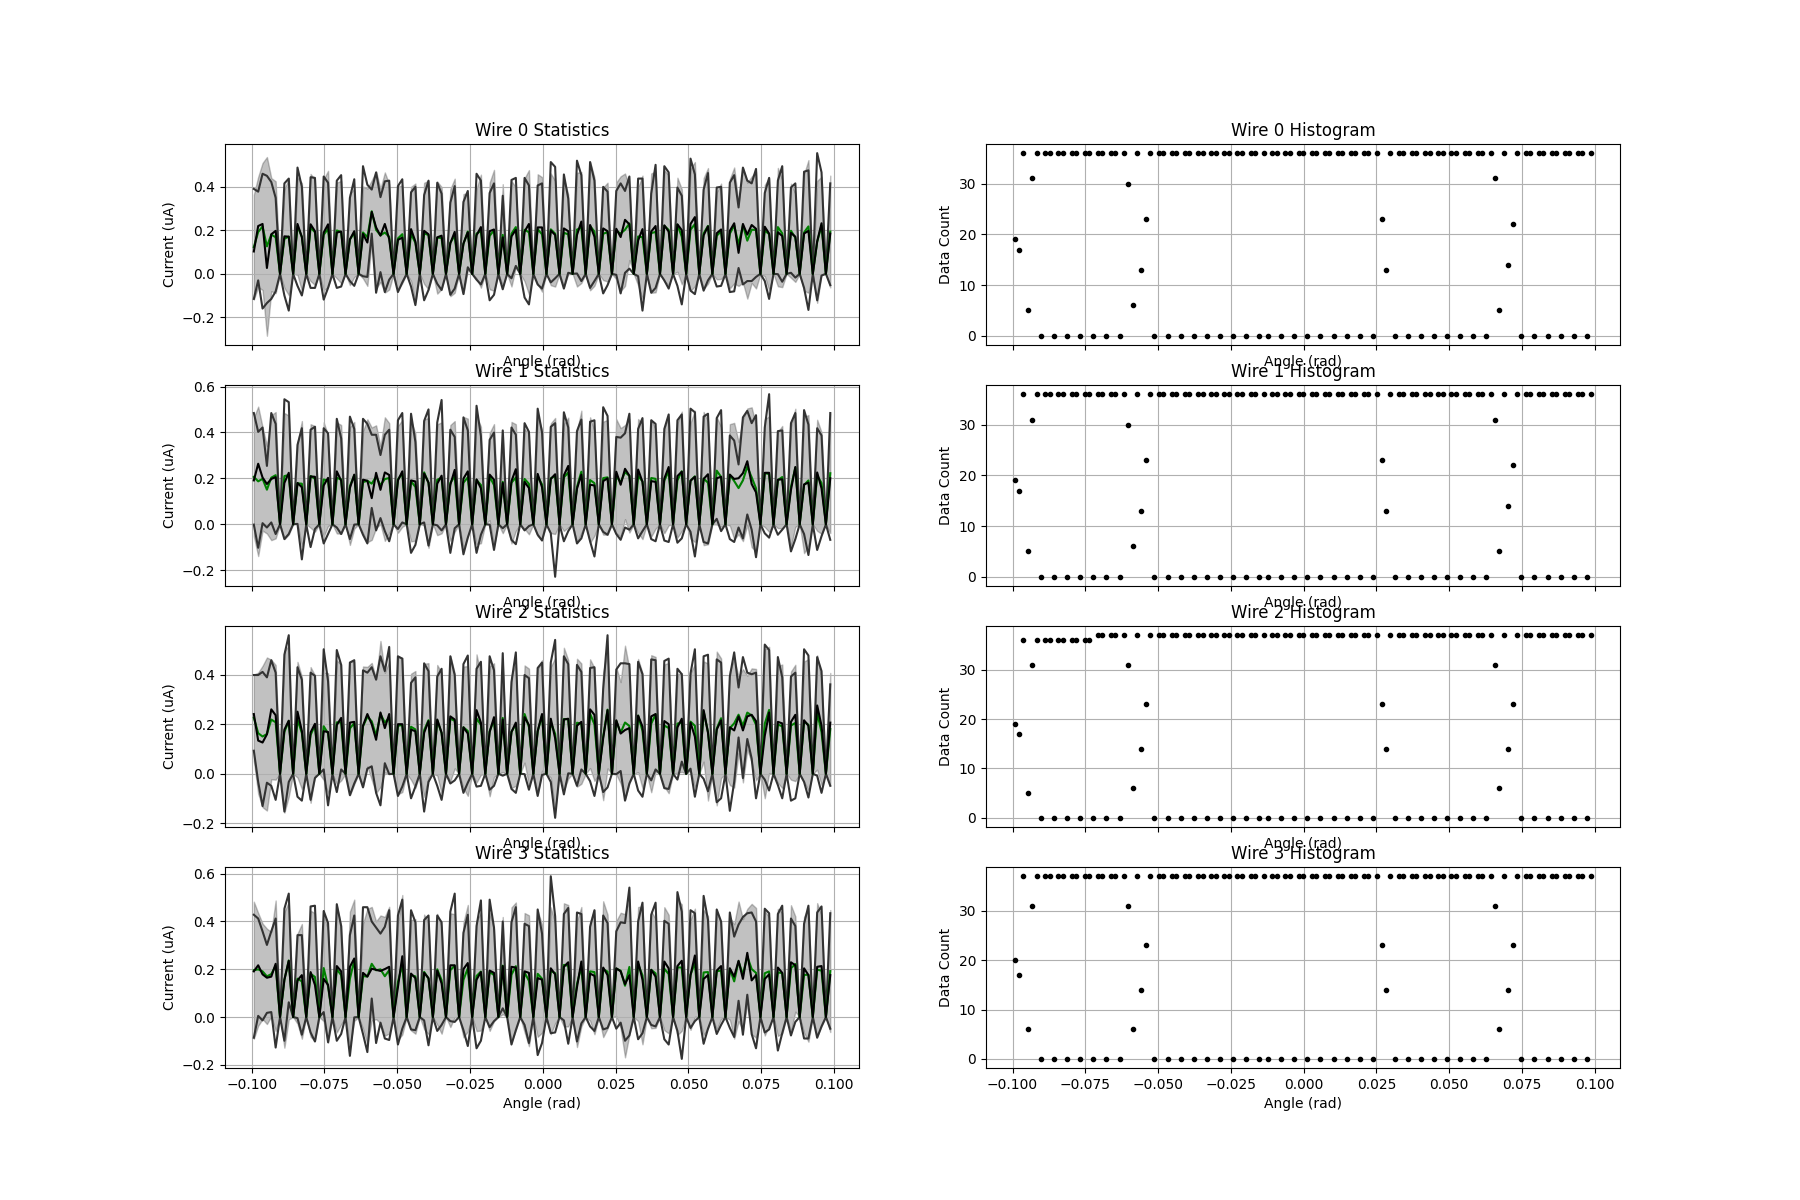 Wire 0 Statistics
Current (uA)
0.4
0.2
0.0
−0.2
Angle (rad)
Wire 0 Histogram
Data Count
30
20
10
0
Angle (rad)
Wire 1 Statistics
Current (uA)
0.6
0.4
0.2
0.0
−0.2
Angle (rad)
Wire 1 Histogram
Data Count
30
20
10
0
Angle (rad)
Wire 2 Statistics
Current (uA)
0.4
0.2
0.0
−0.2
Angle (rad)
Wire 2 Histogram
Data Count
30
20
10
0
Angle (rad)
Wire 3 Statistics
Current (uA)
0.6
0.4
0.2
0.0
−0.2
−0.100 −0.075 −0.050 −0.025 0.000 0.025 0.050 0.075 0.100
Angle (rad)
Wire 3 Histogram
Data Count
30
20
10
0
−0.100 −0.075 −0.050 −0.025 0.000 0.025 0.050 0.075 0.100
Angle (rad)